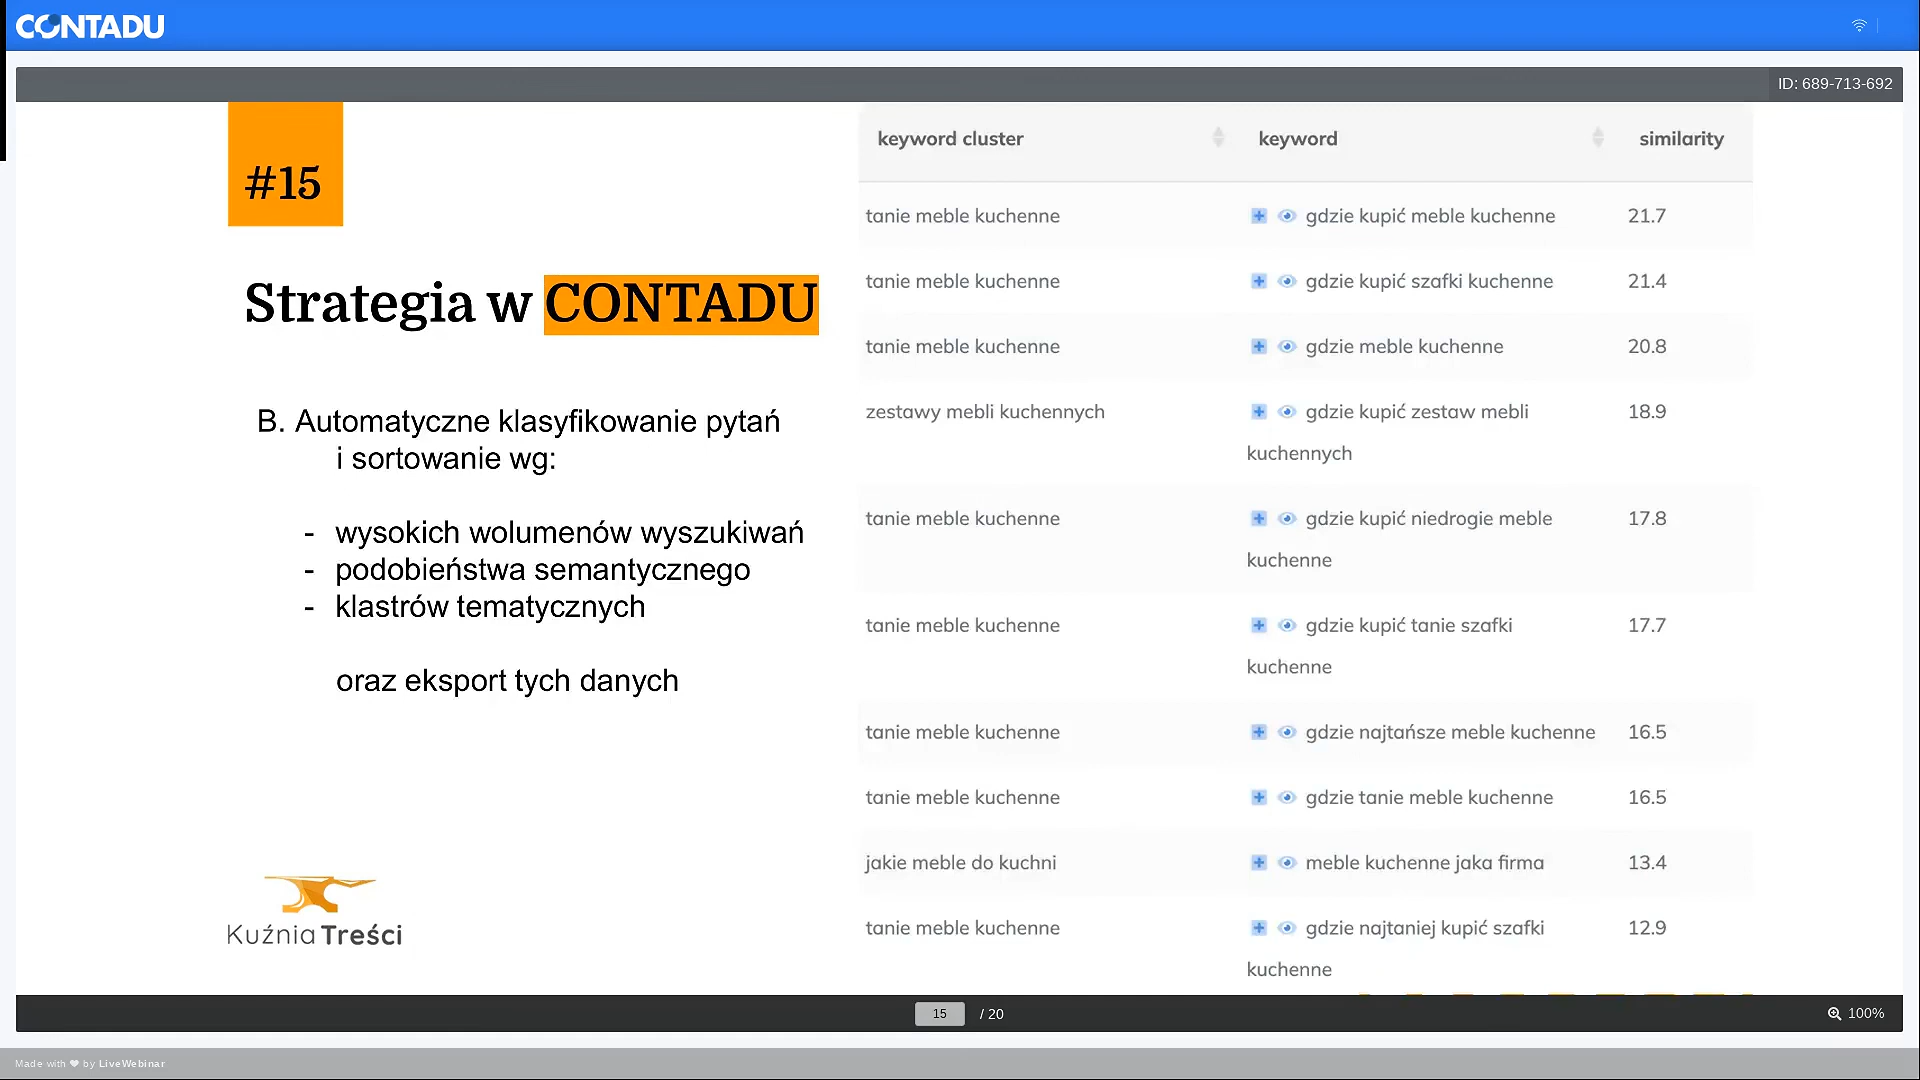 CONTADU
ID: 689-713-692
#15
Strategia w CONTADU
B. Automatyczne klasyfikowanie pytań
i sortowanie wg:
- wysokich wolumenów wyszukiwań
- podobieństwa semantycznego
- klastrów tematycznych
oraz eksport tych danych
Kuźnia Treści
keyword cluster keyword similarity
tanie meble kuchenne gdzie kupić meble kuchenne 21.7
tanie meble kuchenne gdzie kupić szafki kuchenne 21.4
tanie meble kuchenne gdzie meble kuchenne 20.8
zestawy mebli kuchennych gdzie kupić zestaw mebli 18.9
kuchennych
tanie meble kuchenne gdzie kupić niedrogie meble 17.8
kuchenne
tanie meble kuchenne gdzie kupić tanie szafki 17.7
kuchenne
tanie meble kuchenne gdzie najtańsze meble kuchenne 16.5
tanie meble kuchenne gdzie tanie meble kuchenne 16.5
jakie meble do kuchni meble kuchenne jaka firma 13.4
tanie meble kuchenne gdzie najtaniej kupić szafki 12.9
kuchenne
15 / 20
100%
Made with ❤ by LiveWebinar